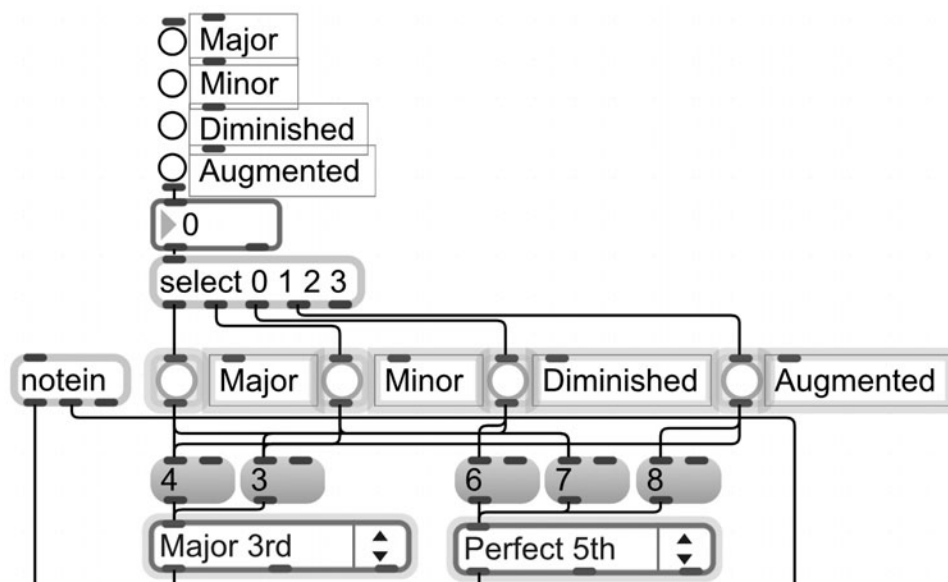 Major
Minor
Diminished
Augmented
0
select 0 1 2 3
notein Major Minor Diminished Augmented
4 3 6 7 8
Major 3rd Perfect 5th